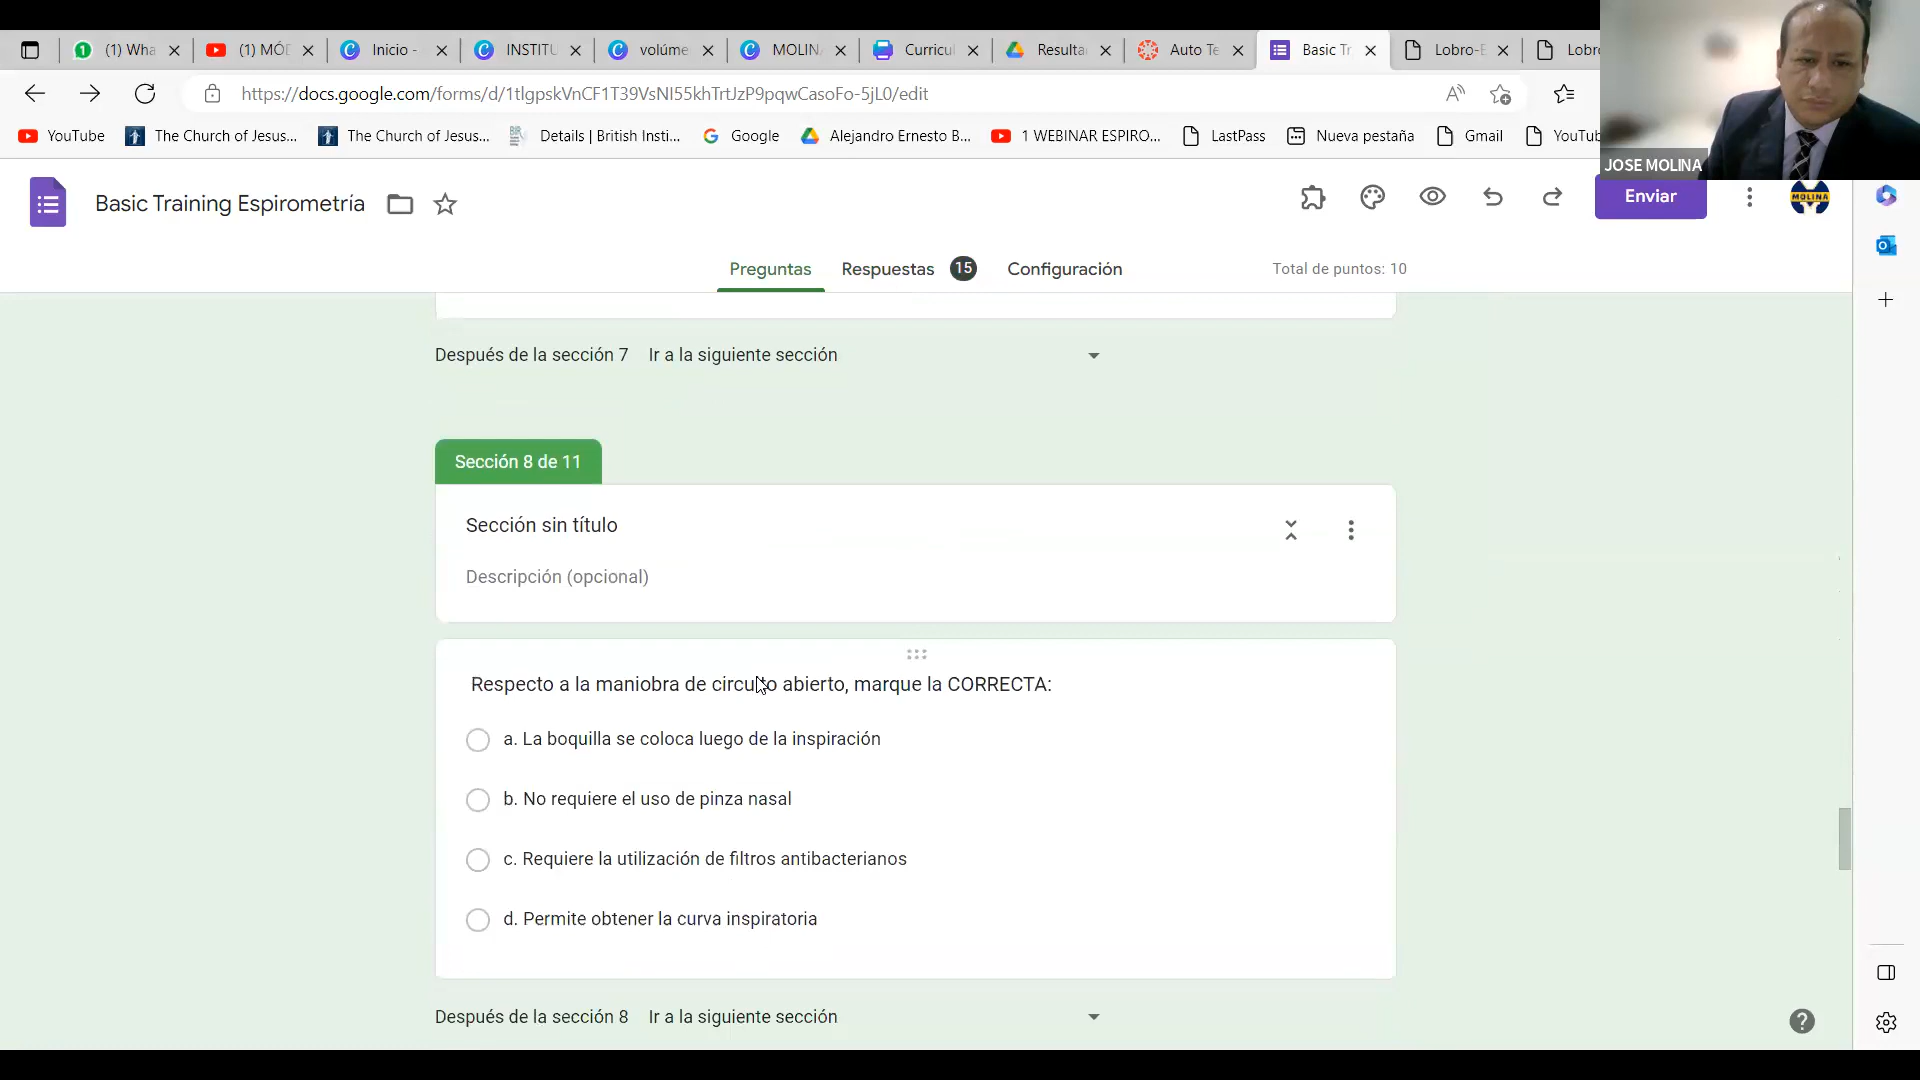 (1) Wha
(1) MÓD
Inicio -
INSTITU
volúme
MOLIN
Curricul
Resulta
Auto Te
Basic Tr
Lobro-E
Lobro
https://docs.google.com/forms/d/1tlgpskVnCF1T39VsNI55khTrtJzP9pqwCasoFo-5jL0/edit
YouTube
The Church of Jesus...
The Church of Jesus...
Details | British Insti...
Google
Alejandro Ernesto B...
1 WEBINAR ESPIRO...
LastPass
Nueva pestaña
Gmail
YouTub
JOSE MOLINA
Basic Training Espirometría
Enviar
MOLINA
Preguntas
Respuestas 15
Configuración
Total de puntos: 10
Después de la sección 7 Ir a la siguiente sección
Sección 8 de 11
Sección sin título
Descripción (opcional)
Respecto a la maniobra de circuito abierto, marque la CORRECTA:
a. La boquilla se coloca luego de la inspiración
b. No requiere el uso de pinza nasal
c. Requiere la utilización de filtros antibacterianos
d. Permite obtener la curva inspiratoria
Después de la sección 8 Ir a la siguiente sección